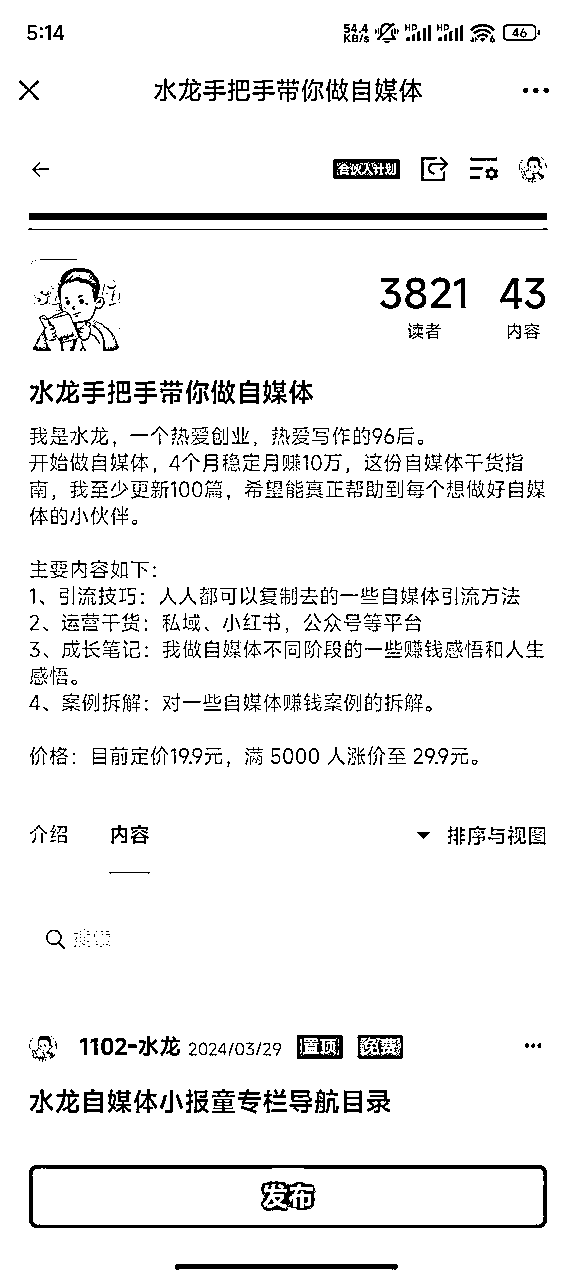 5:14
54.4 KB/s HD HD 46
水龙手把手带你做自媒体
合伙人计划
3821 43
读者 内容
水龙手把手带你做自媒体
我是水龙，一个热爱创业，热爱写作的96后。
开始做自媒体，4个月稳定月赚10万，这份自媒体干货指
南，我至少更新100篇，希望能真正帮助到每个想做好自媒
体的小伙伴。
主要内容如下：
1、引流技巧：人人都可以复制去的一些自媒体引流方法
2、运营干货：私域、小红书，公众号等平台
3、成长笔记：我做自媒体不同阶段的一些赚钱感悟和人生
感悟。
4、案例拆解：对一些自媒体赚钱案例的拆解。
价格：目前定价19.9元，满 5000 人涨价至 29.9元。
介绍 内容 排序与视图
搜索
1102-水龙 2024/03/29 置顶 免费
水龙自媒体小报童专栏导航目录
发布